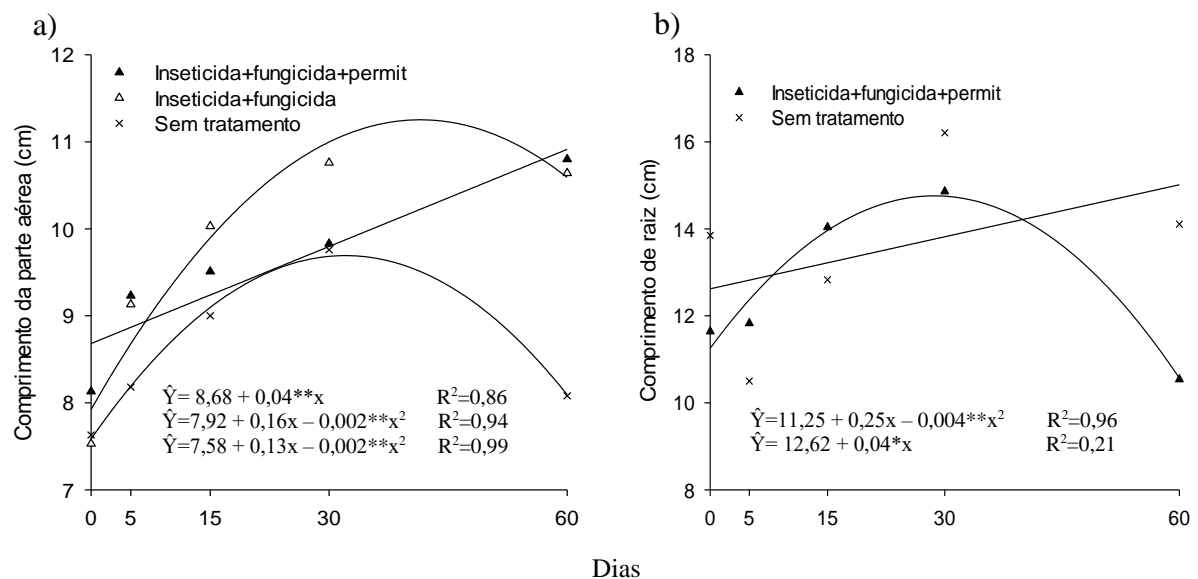 a)
12
11
10
9
8
7
Comprimento da parte aérea (cm)
Inseticida+fungicida+permit
Inseticida+fungicida
Sem tratamento
Ŷ= 8,68 + 0,04**x R²=0,86
Ŷ=7,92 + 0,16x – 0,002**x² R²=0,94
Ŷ=7,58 + 0,13x – 0,002**x² R²=0,99
0 5 15 30 60
b)
18
16
14
12
10
8
Comprimento de raiz (cm)
Inseticida+fungicida+permit
Sem tratamento
Ŷ=11,25 + 0,25x – 0,004**x² R²=0,96
Ŷ= 12,62 + 0,04*x R²=0,21
0 5 15 30 60
Dias